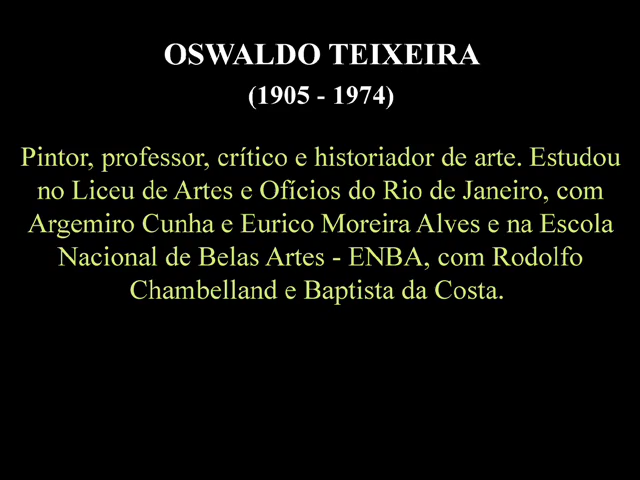 OSWALDO TEIXEIRA
(1905 - 1974)
Pintor, professor, crítico e historiador de arte. Estudou
no Liceu de Artes e Ofícios do Rio de Janeiro, com
Argemiro Cunha e Eurico Moreira Alves e na Escola
Nacional de Belas Artes - ENBA, com Rodolfo
Chambelland e Baptista da Costa.